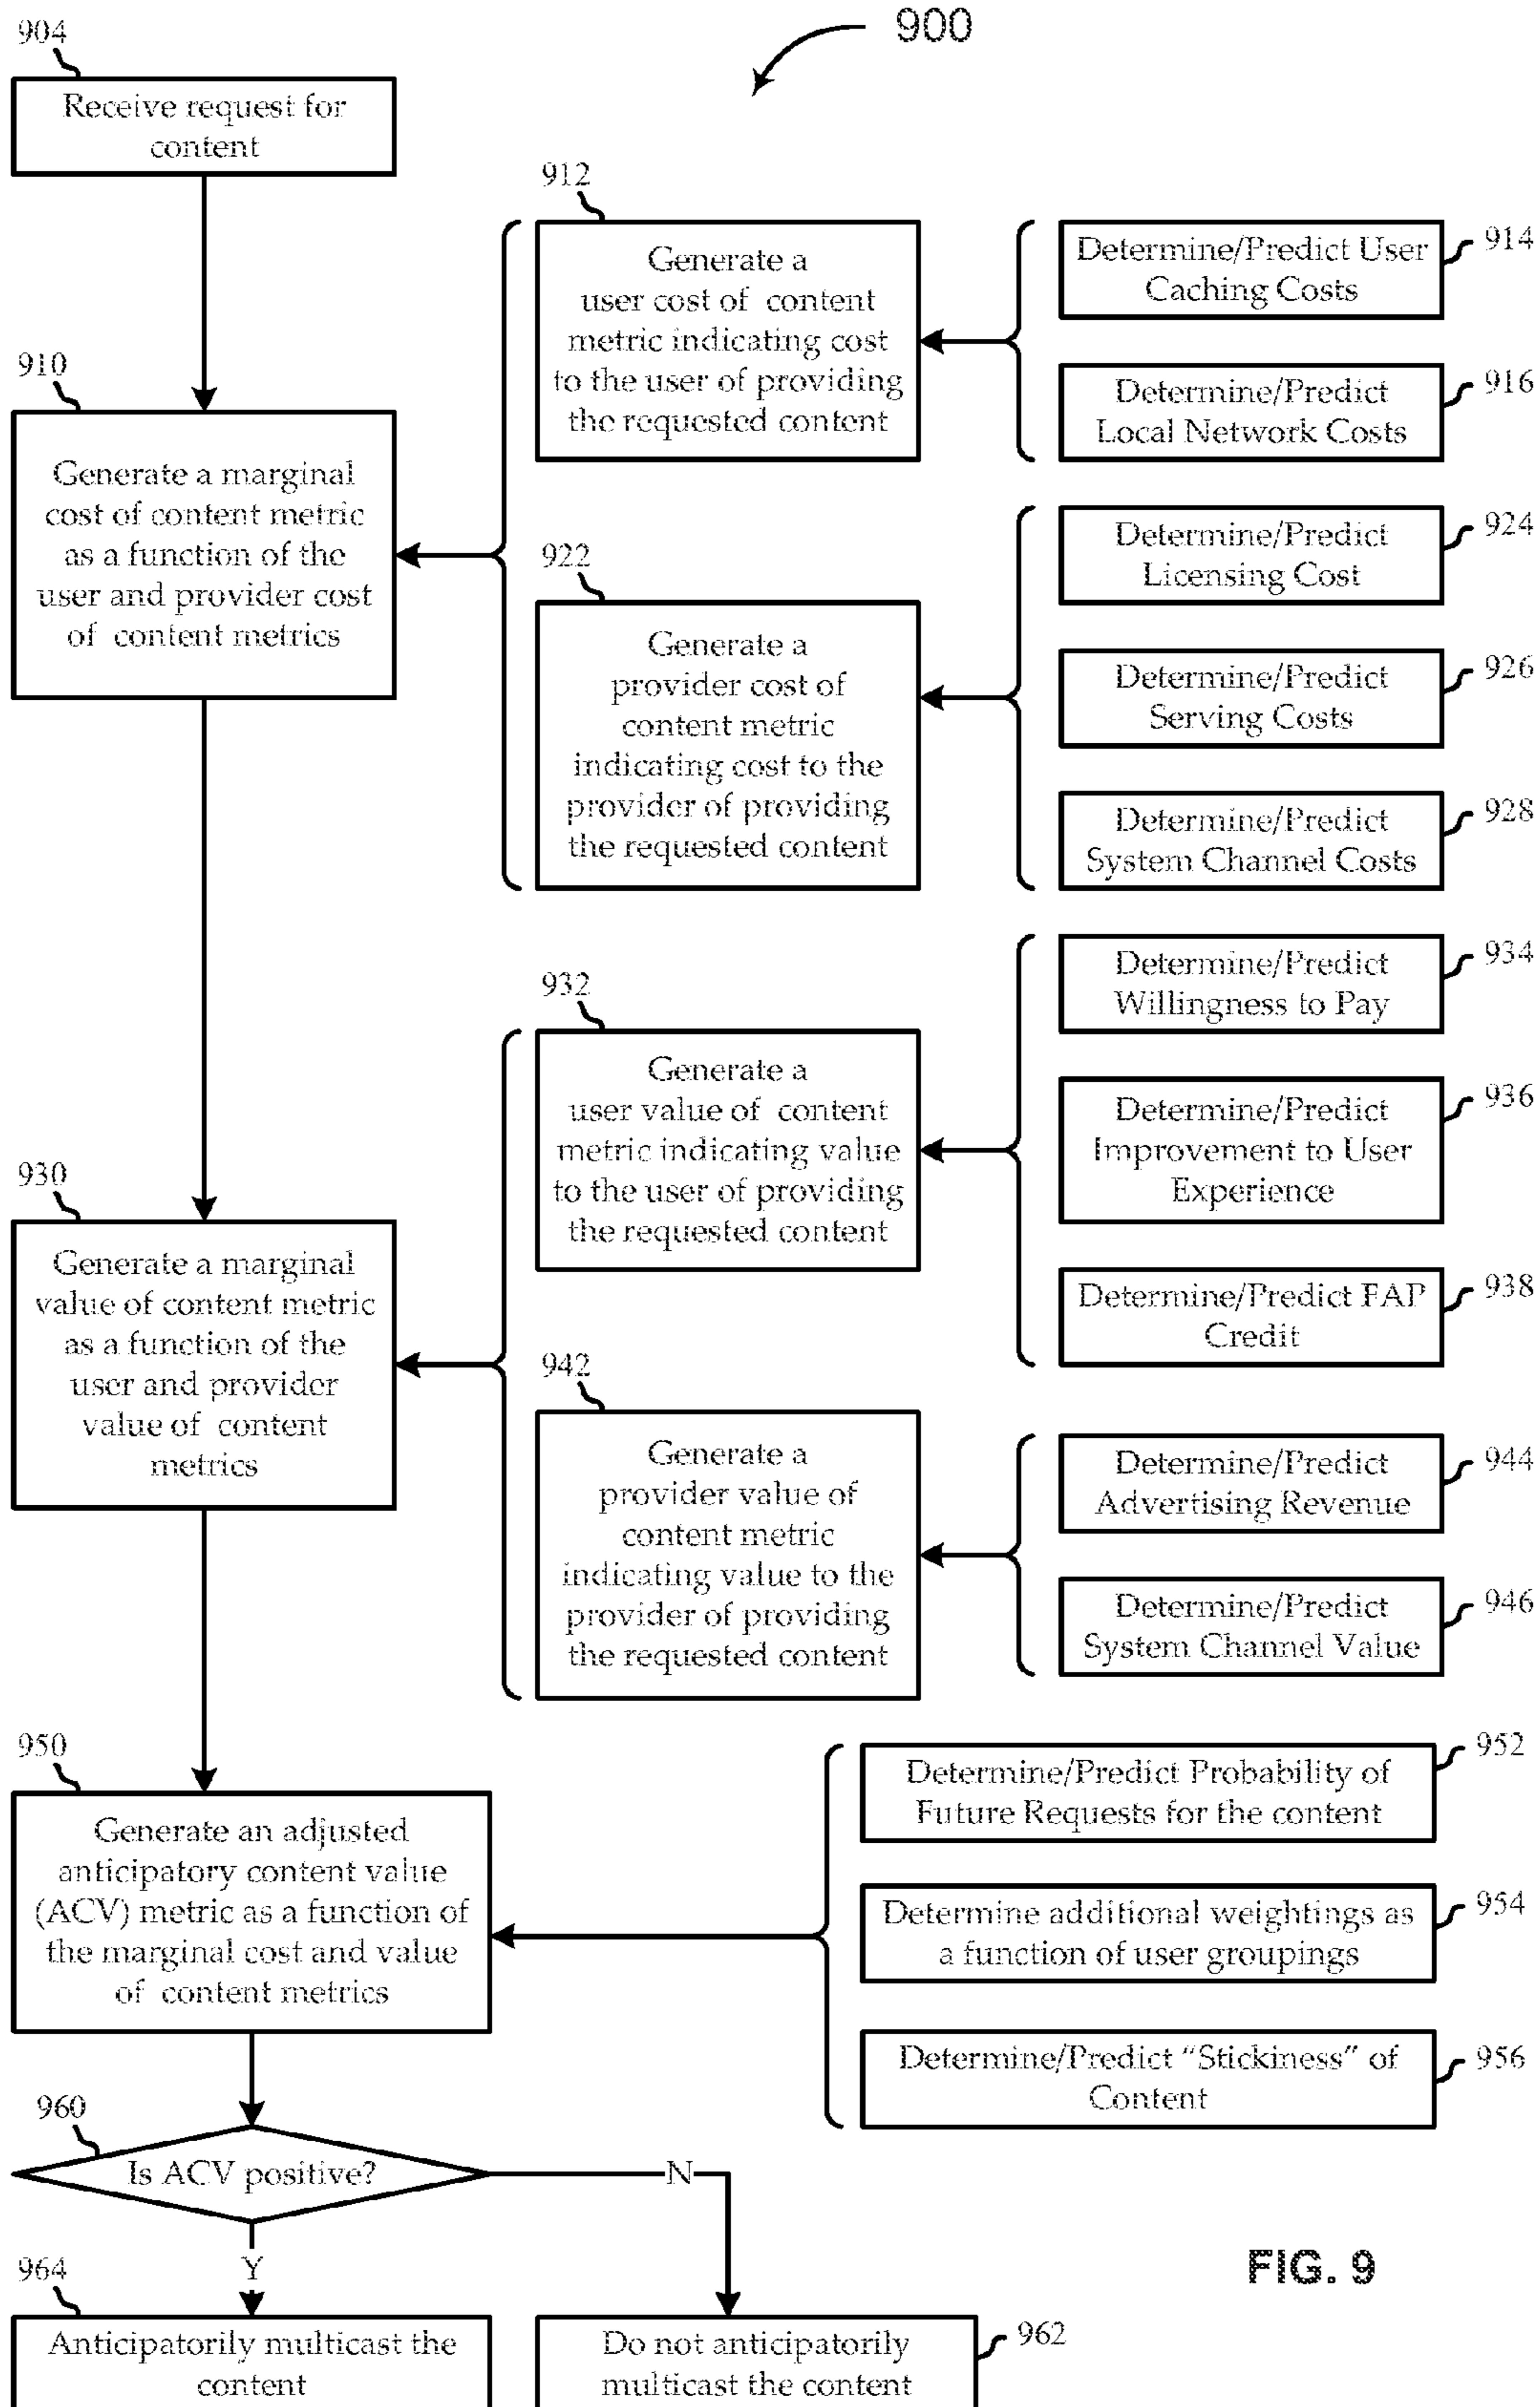 900
904
Receive request for
content
912
Generate a
user cost of content
metric indicating cost
to the user of providing
the requested content
Determine/Predict User
Caching Costs
914
Determine/Predict
Local Network Costs
916
910
Generate a marginal
cost of content metric
as a function of the
user and provider cost
of content metrics
922
Generate a
provider cost of
content metric
indicating cost to the
provider of providing
the requested content
Determine/Predict
Licensing Cost
924
Determine/Predict
Serving Costs
926
Determine/Predict
System Channel Costs
928
932
Generate a
user value of content
metric indicating value
to the user of providing
the requested content
Determine/Predict
Willingness to Pay
934
Determine/Predict
Improvement to User
Experience
936
Determine/Predict FAP
Credit
938
930
Generate a marginal
value of content metric
as a function of the
user and provider
value of content
metrics
942
Generate a
provider value of
content metric
indicating value to the
provider of providing
the requested content
Determine/Predict
Advertising Revenue
944
Determine/Predict
System Channel Value
946
950
Generate an adjusted
anticipatory content value
(ACV) metric as a function of
the marginal cost and value
of content metrics
Determine/Predict Probability of
Future Requests for the content
952
Determine additional weightings as
a function of user groupings
954
Determine/Predict "Stickiness" of
Content
956
960
Is ACV positive?
N
Y
964
Anticipatorily multicast the
content
Do not anticipatorily
multicast the content
962
FIG. 9